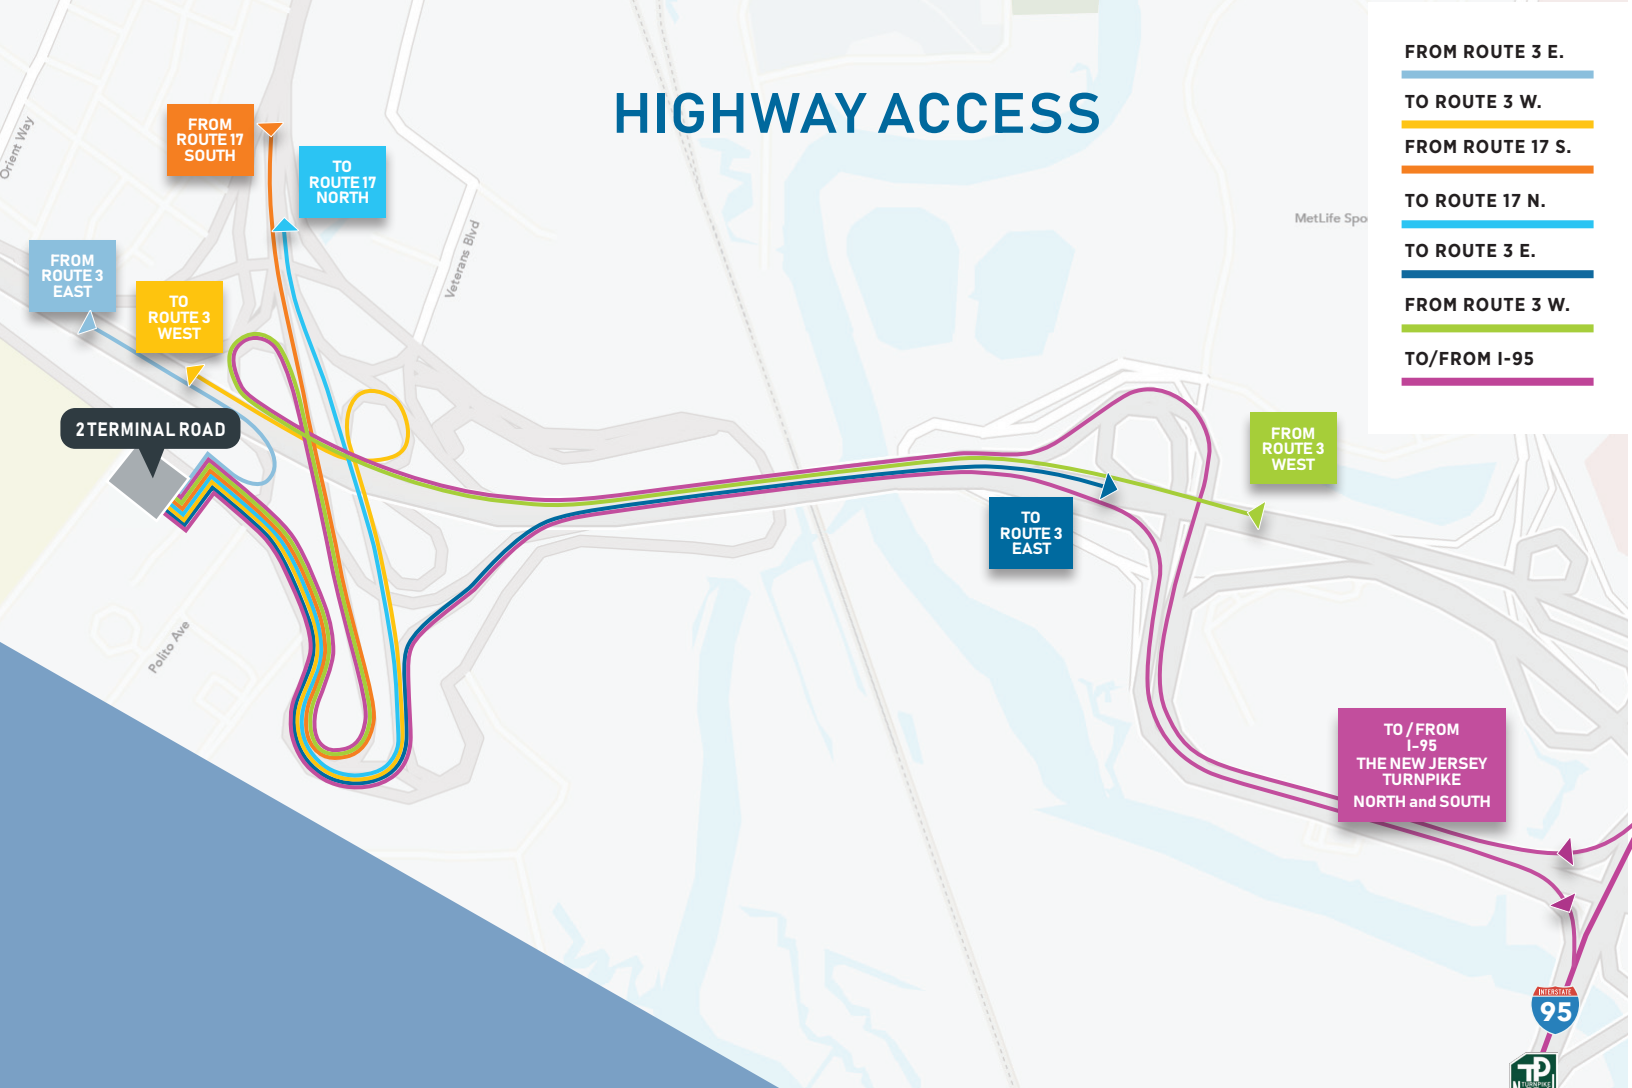 HIGHWAY ACCESS
FROM ROUTE 3 E.
TO ROUTE 3 W.
FROM ROUTE 17 S.
TO ROUTE 17 N.
TO ROUTE 3 E.
FROM ROUTE 3 W.
TO/FROM I-95
Orient Way
FROM
ROUTE 17
SOUTH
TO
ROUTE 17
NORTH
Veterans Blvd
MetLife Spo
FROM
ROUTE 3
EAST
TO
ROUTE 3
WEST
2 TERMINAL ROAD
FROM
ROUTE 3
WEST
TO
ROUTE 3
EAST
Polito Ave
TO / FROM
I-95
THE NEW JERSEY
TURNPIKE
NORTH and SOUTH
INTERSTATE
95
TP
N TURNPIKE